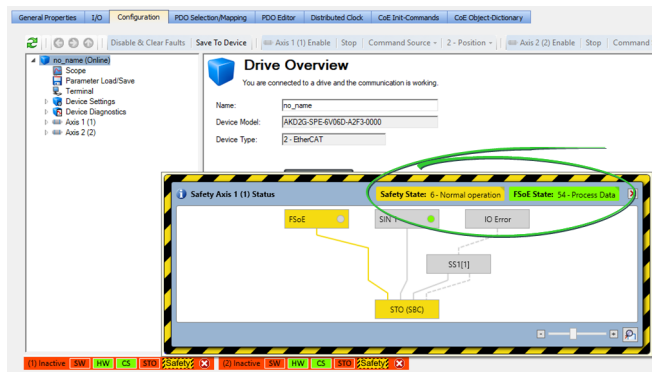 General Properties I/O Configuration PDO Selection/Mapping PDO Editor Distributed Clock CoE Init-Commands CoE Object-Dictionary
Disable & Clear Faults Save To Device Axis 1 (1) Enable Stop Command Source 2 - Position Axis 2 (2) Enable Stop Command
no_name (Online)
Scope
Parameter Load/Save
Terminal
Device Settings
Device Diagnostics
Axis 1 (1)
Axis 2 (2)
Drive Overview
You are connected to a drive and the communication is working.
Name: no_name
Device Model: AKD2G-SPE-6V06D-A2F3-0000
Device Type: 2 - EtherCAT
Safety Axis 1 (1) Status Safety State: 6 - Normal operation FSoE State: 54 - Process Data
FSoE SIN 1 IO Error
SS1[1]
STO (SBC)
(1) Inactive SW HW CS STO Safety (2) Inactive SW HW CS STO Safety